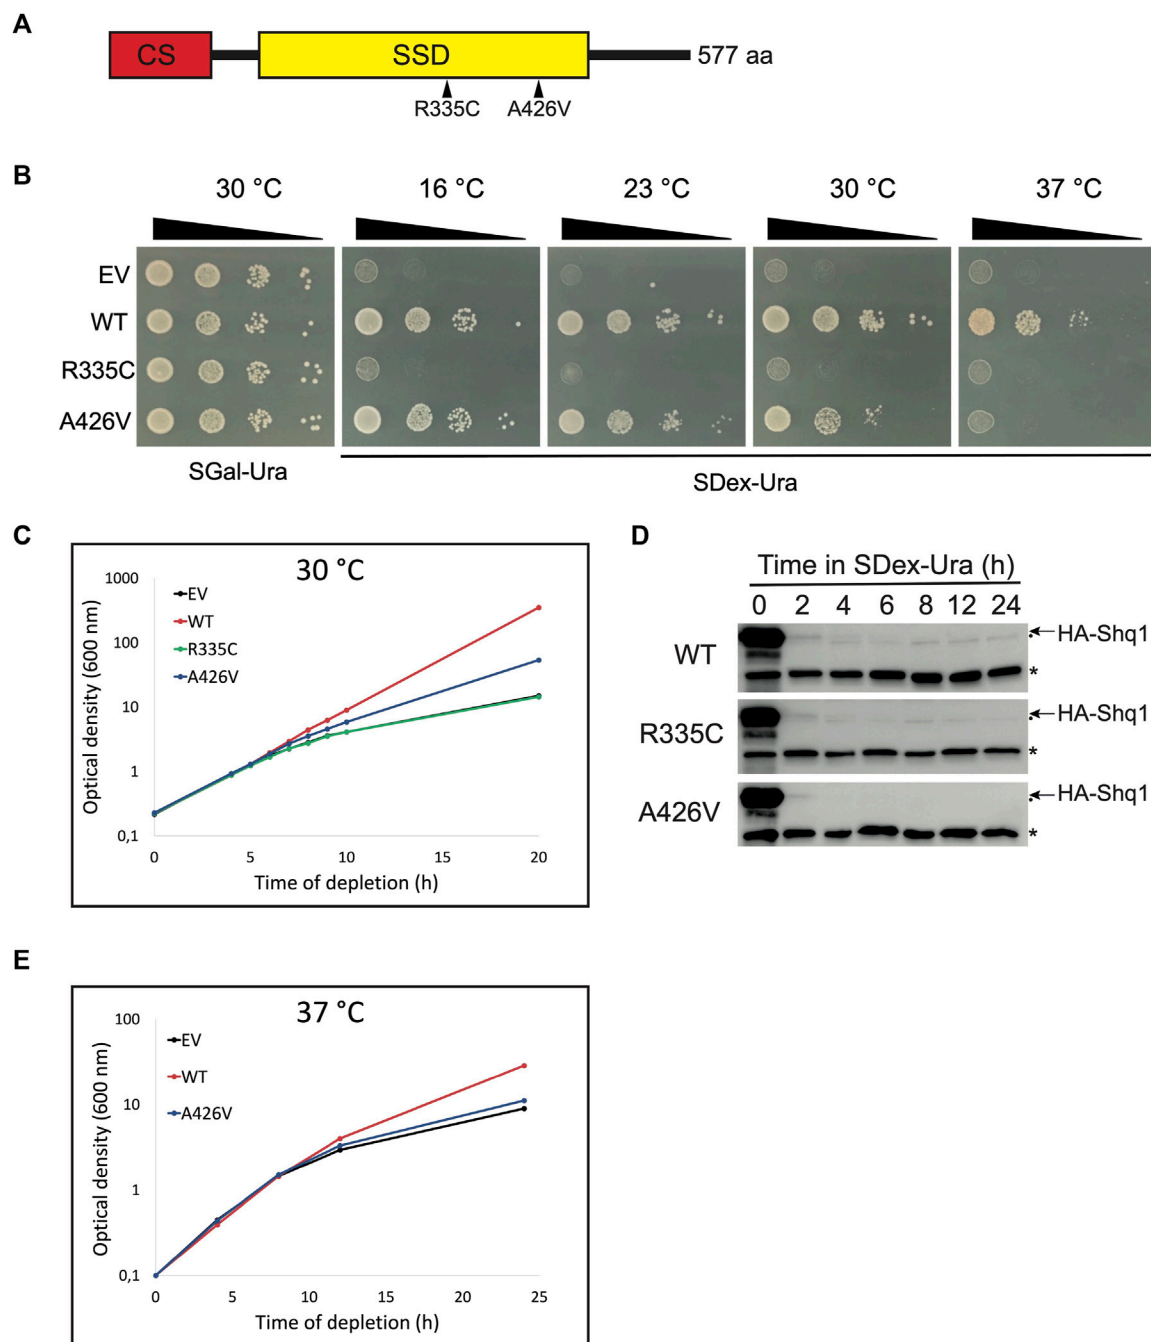 A
CS
SSD
577 aa
R335C
A426V
B
30 °C 16 °C 23 °C 30 °C 37 °C
EV
WT
R335C
A426V
SGal-Ura
SDex-Ura
C
30 °C
Optical density (600 nm)
1000
100
10
1
0,1
EV
WT
R335C
A426V
0 5 10 15 20
Time of depletion (h)
D
Time in SDex-Ura (h)
0 2 4 6 8 12 24
WT
HA-Shq1
*
R335C
HA-Shq1
*
A426V
HA-Shq1
*
E
37 °C
Optical density (600 nm)
100
10
1
0,1
EV
WT
A426V
0 5 10 15 20 25
Time of depletion (h)